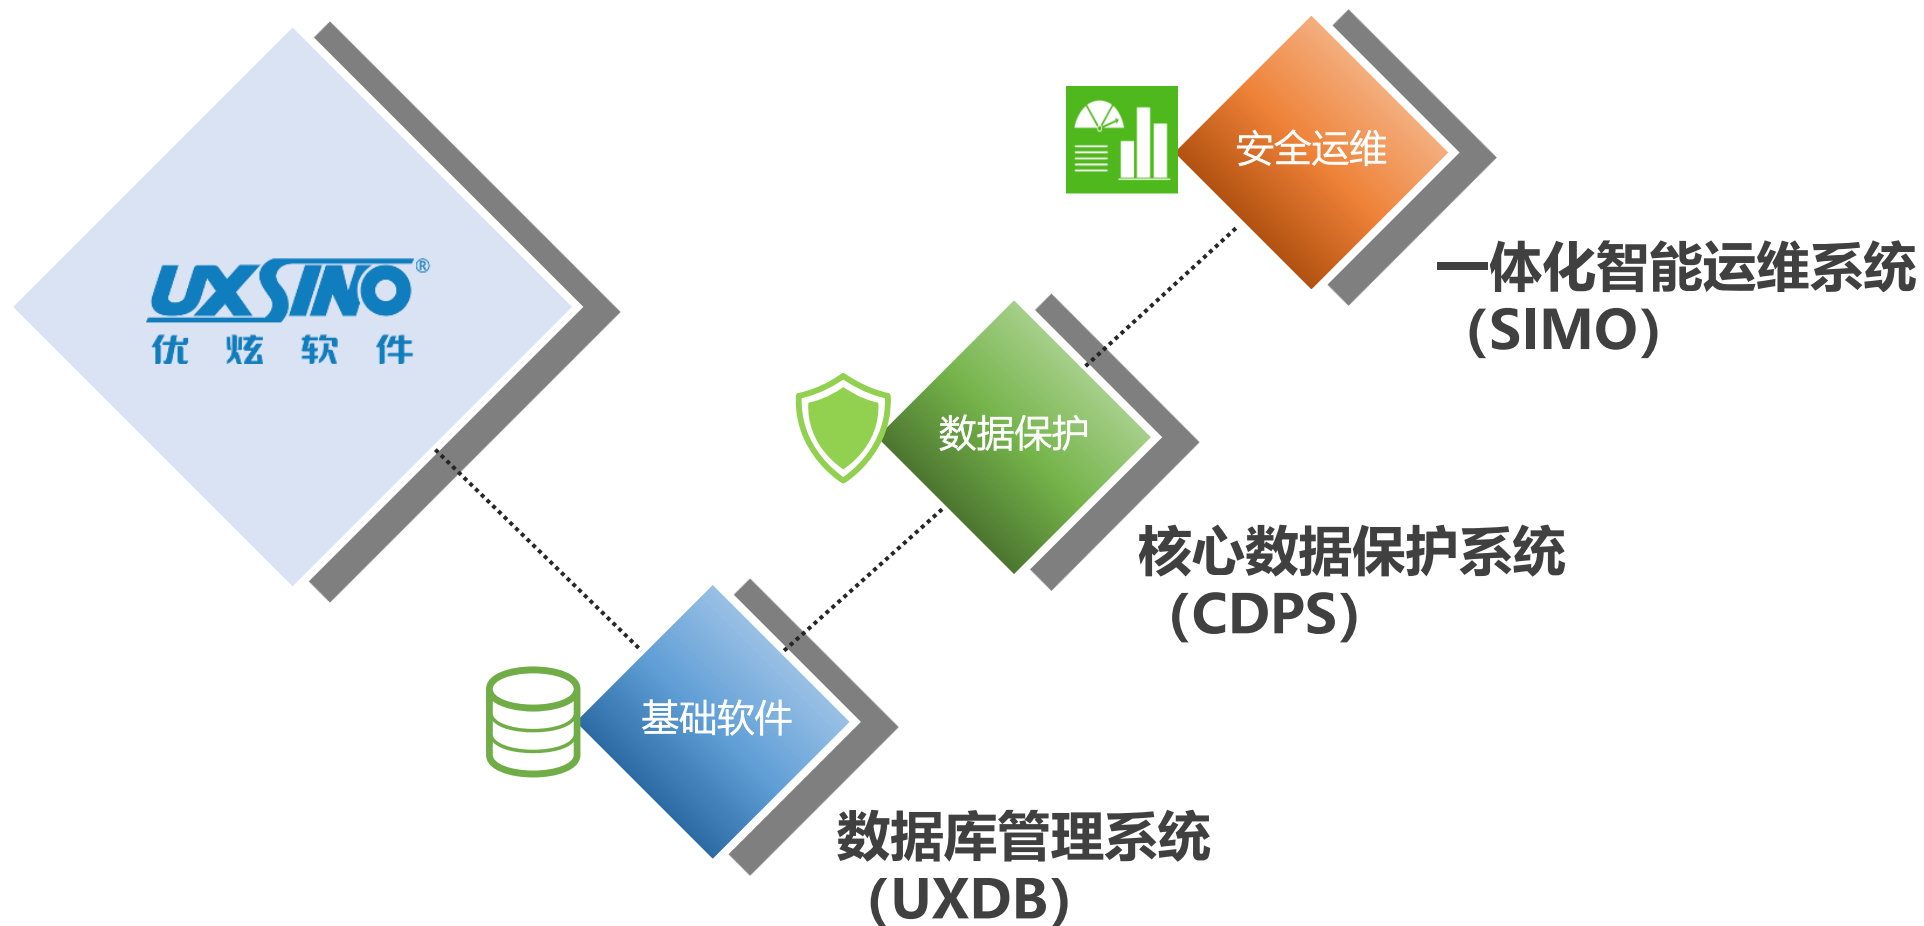 UXSINO®
优炫软件
安全运维
一体化智能运维系统
（SIMO）
数据保护
核心数据保护系统
（CDPS）
基础软件
数据库管理系统
（UXDB）